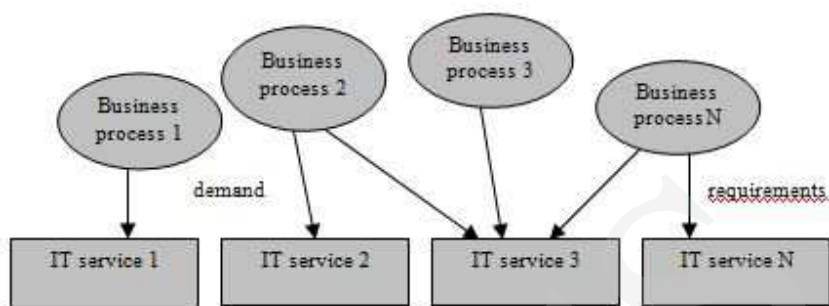 Business
process 1
Business
process 2
Business
process 3
Business
process N
demand
requirements
IT service 1
IT service 2
IT service 3
IT service N